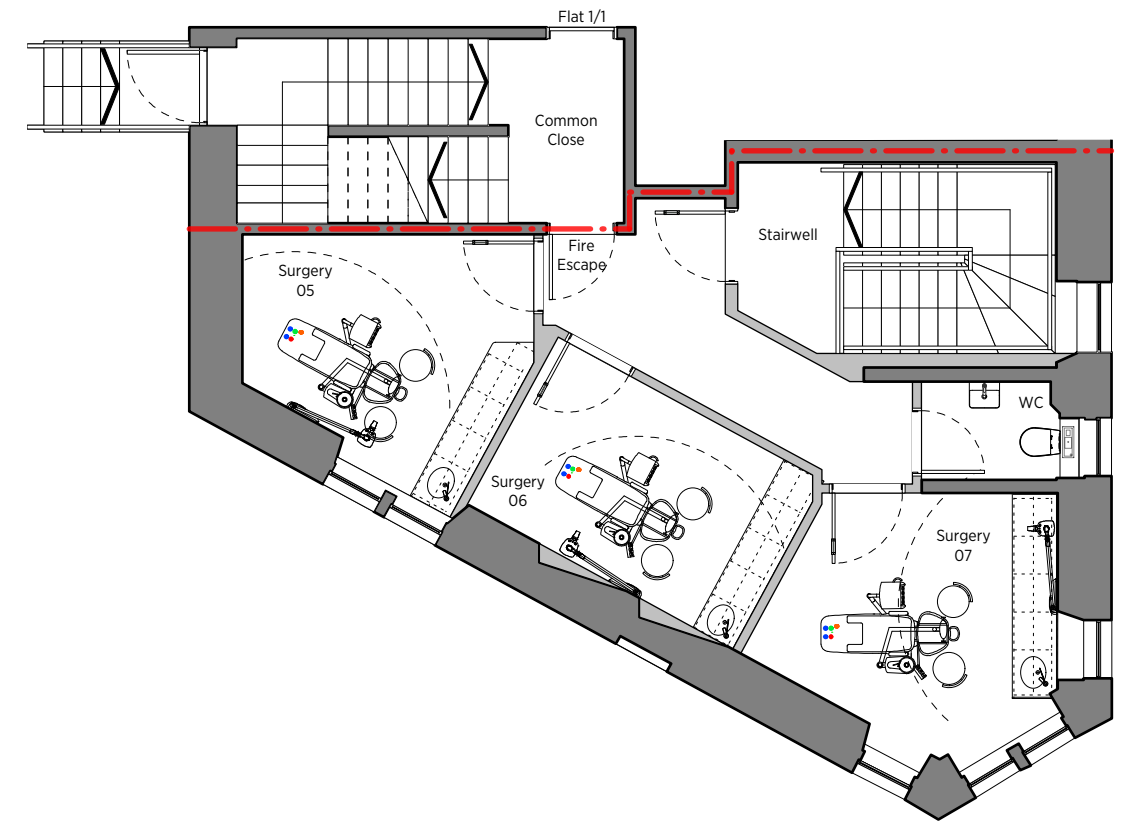 Flat 1/1
Common
Close
Stairwell
Fire
Escape
Surgery
05
WC
Surgery
06
Surgery
07